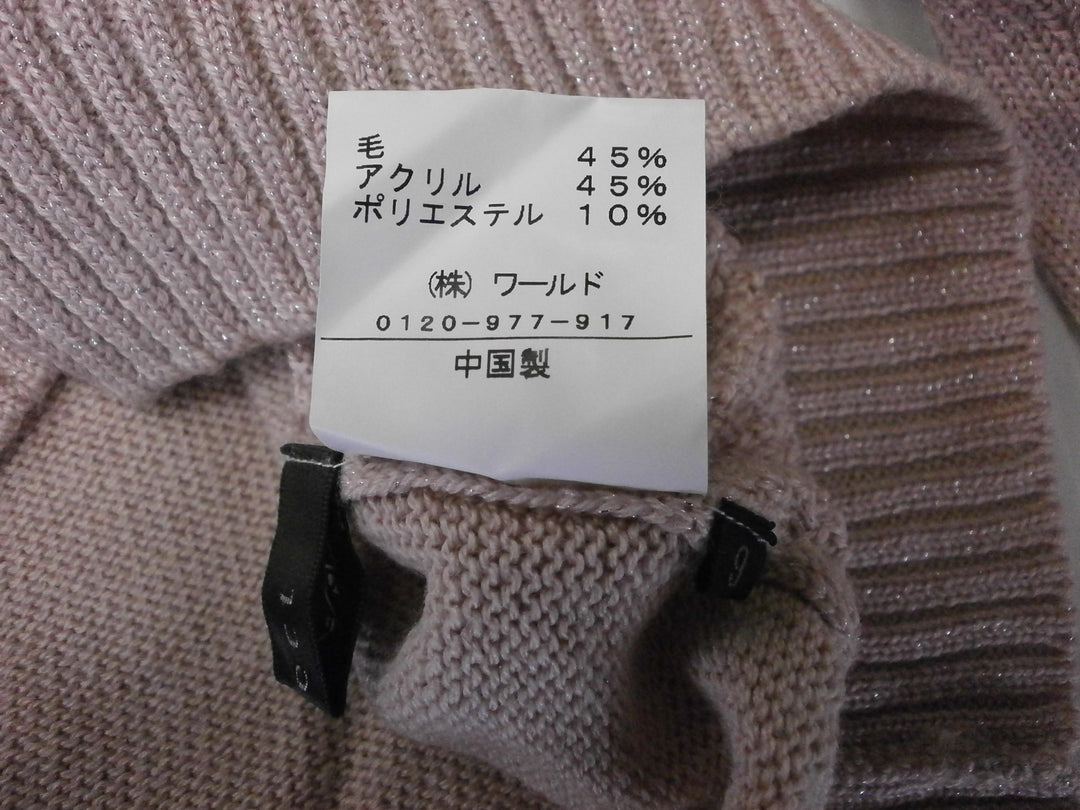 毛 45%
アクリル 45%
ポリエステル 10%
(株) ワールド
0120-977-917
中国製